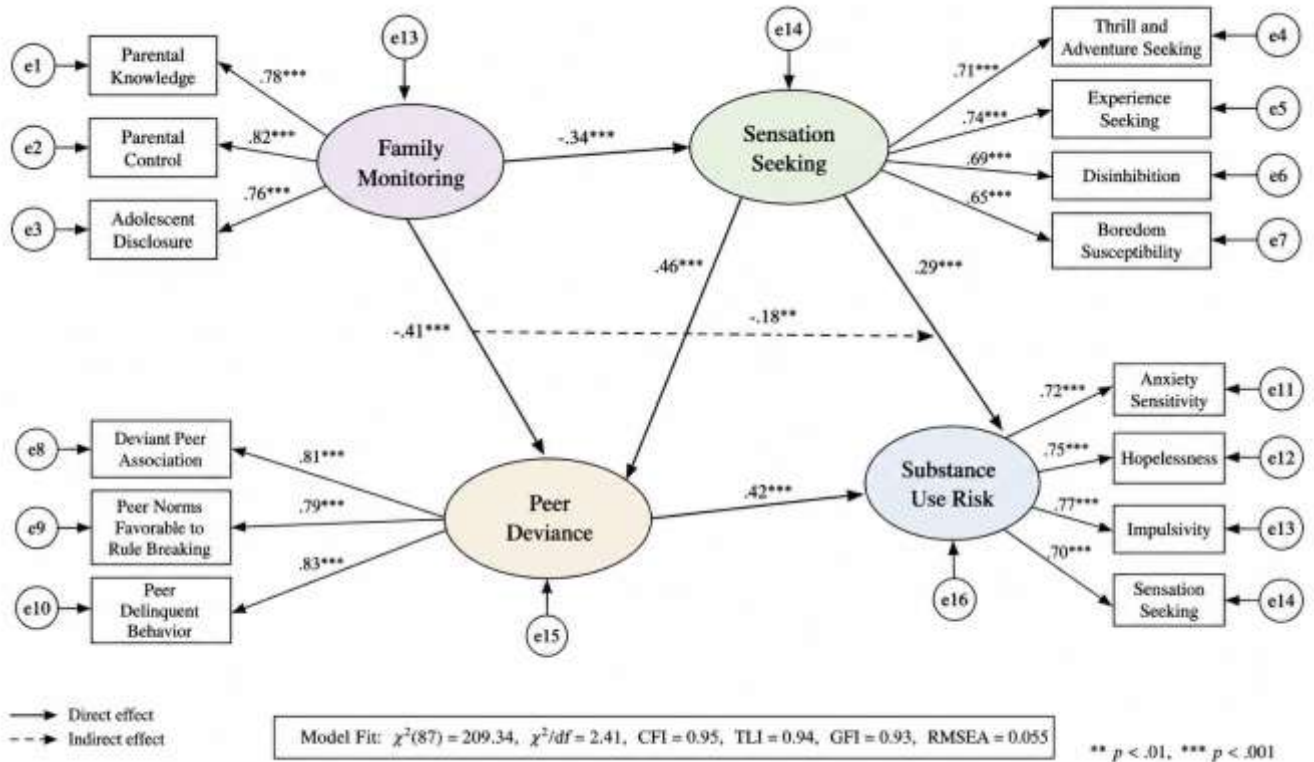 e1
Parental
Knowledge
.78***
e13
Family
Monitoring
-.34***
e14
Sensation
Seeking
.71***
Thrill and
Adventure Seeking
e4
e2
Parental
Control
.82***
.74***
Experience
Seeking
e5
e3
Adolescent
Disclosure
.76***
.69***
Disinhibition
e6
.65***
Boredom
Susceptibility
e7
.46***
.29***
-.41***
-.18**
e8
Deviant Peer
Association
.81***
e9
Peer Norms
Favorable to
Rule Breaking
.79***
e10
Peer
Delinquent
Behavior
.83***
Peer
Deviance
e15
.42***
Substance
Use Risk
e16
.72***
Anxiety
Sensitivity
e11
.75***
Hopelessness
e12
.77***
Impulsivity
e13
.70***
Sensation
Seeking
e14
Direct effect
Indirect effect
Model Fit: χ²(87) = 209.34, χ²/df = 2.41, CFI = 0.95, TLI = 0.94, GFI = 0.93, RMSEA = 0.055
** p < .01, *** p < .001